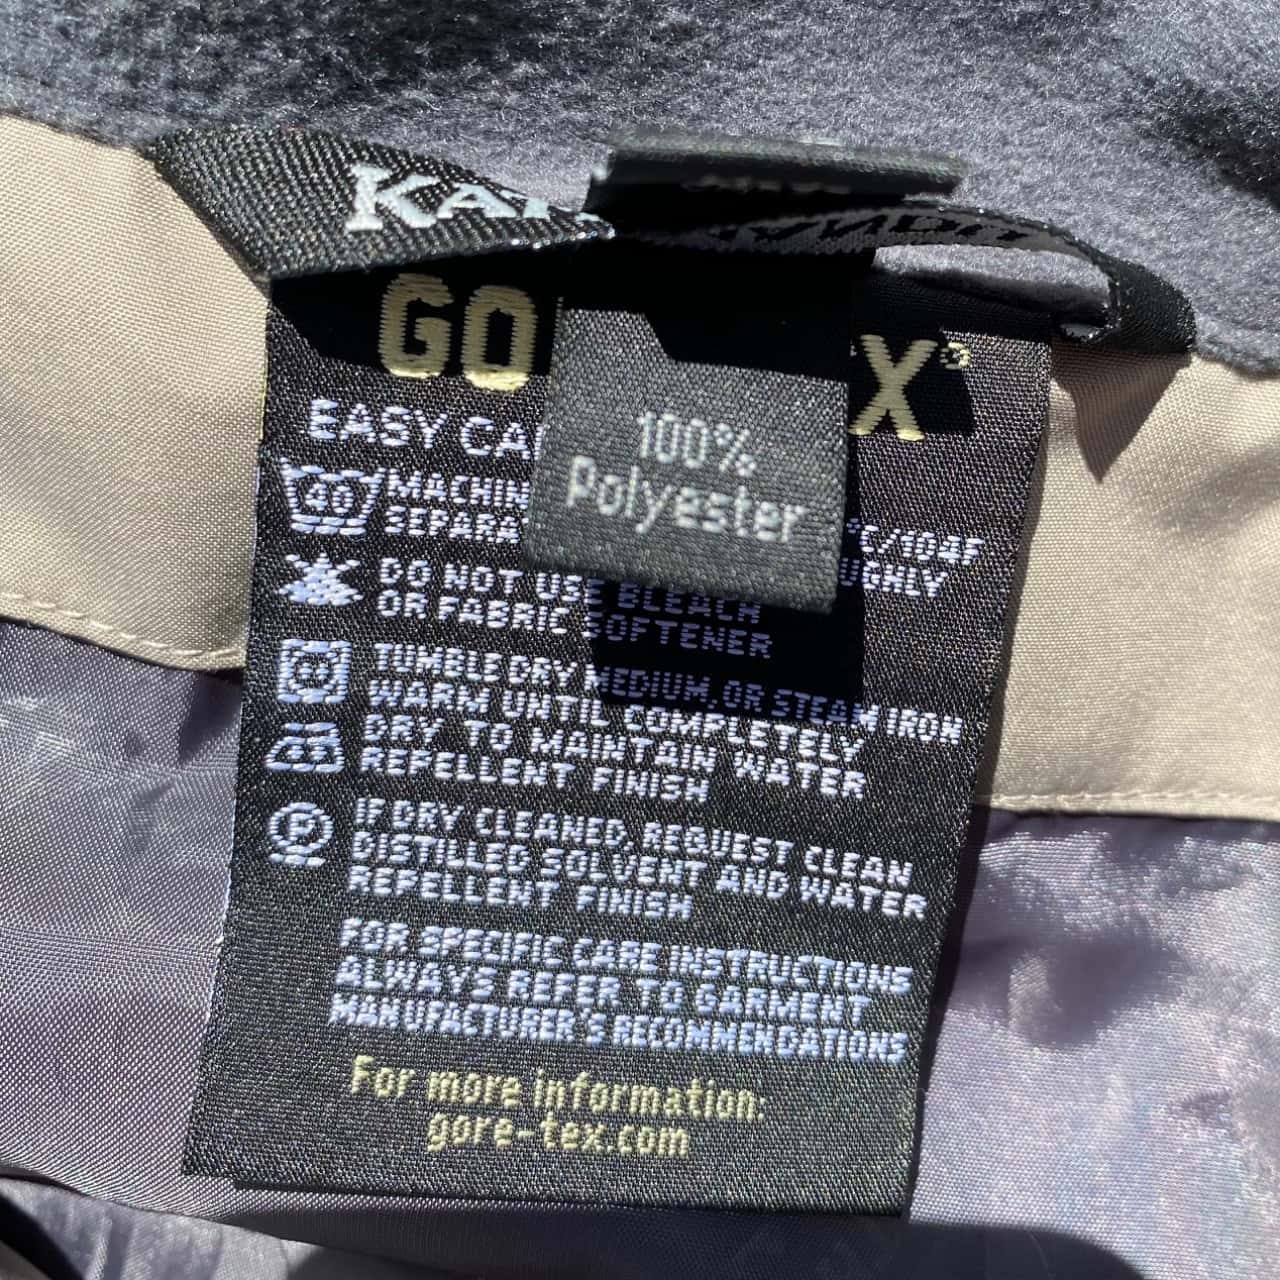 KA
GO X
EASY CA
100%
Polyester
40
MACHIN
SEPARA °C/104F
UGHLY
DO NOT USE BLEACH
OR FABRIC SOFTENER
TUMBLE DRY MEDIUM, OR STEAM IRON
WARM UNTIL COMPLETELY
DRY TO MAINTAIN WATER
REPELLENT FINISH
P
IF DRY CLEANED, REQUEST CLEAN
DISTILLED SOLVENT AND WATER
REPELLENT FINISH
FOR SPECIFIC CARE INSTRUCTIONS
ALWAYS REFER TO GARMENT
MANUFACTURER'S RECOMMENDATIONS
For more information:
gore-tex.com